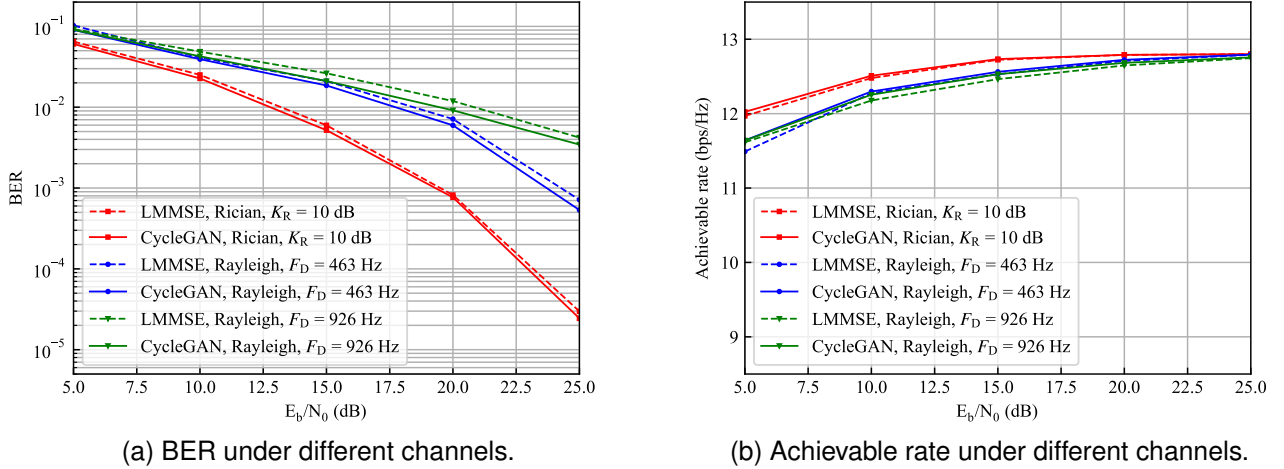 10⁻¹
10⁻²
10⁻³
10⁻⁴
10⁻⁵
BER
LMMSE, Rician, K_R = 10 dB
CycleGAN, Rician, K_R = 10 dB
LMMSE, Rayleigh, F_D = 463 Hz
CycleGAN, Rayleigh, F_D = 463 Hz
LMMSE, Rayleigh, F_D = 926 Hz
CycleGAN, Rayleigh, F_D = 926 Hz
5.0 7.5 10.0 12.5 15.0 17.5 20.0 22.5 25.0
E_b/N_0 (dB)
(a) BER under different channels.
13
12
11
10
9
Achievable rate (bps/Hz)
LMMSE, Rician, K_R = 10 dB
CycleGAN, Rician, K_R = 10 dB
LMMSE, Rayleigh, F_D = 463 Hz
CycleGAN, Rayleigh, F_D = 463 Hz
LMMSE, Rayleigh, F_D = 926 Hz
CycleGAN, Rayleigh, F_D = 926 Hz
5.0 7.5 10.0 12.5 15.0 17.5 20.0 22.5 25.0
E_b/N_0 (dB)
(b) Achievable rate under different channels.